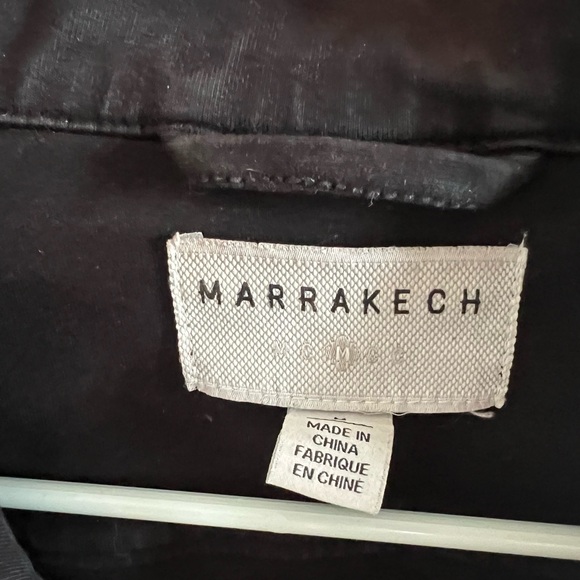 MARRAKECH
M
MADE IN
CHINA
FABRIQUE
EN CHINE